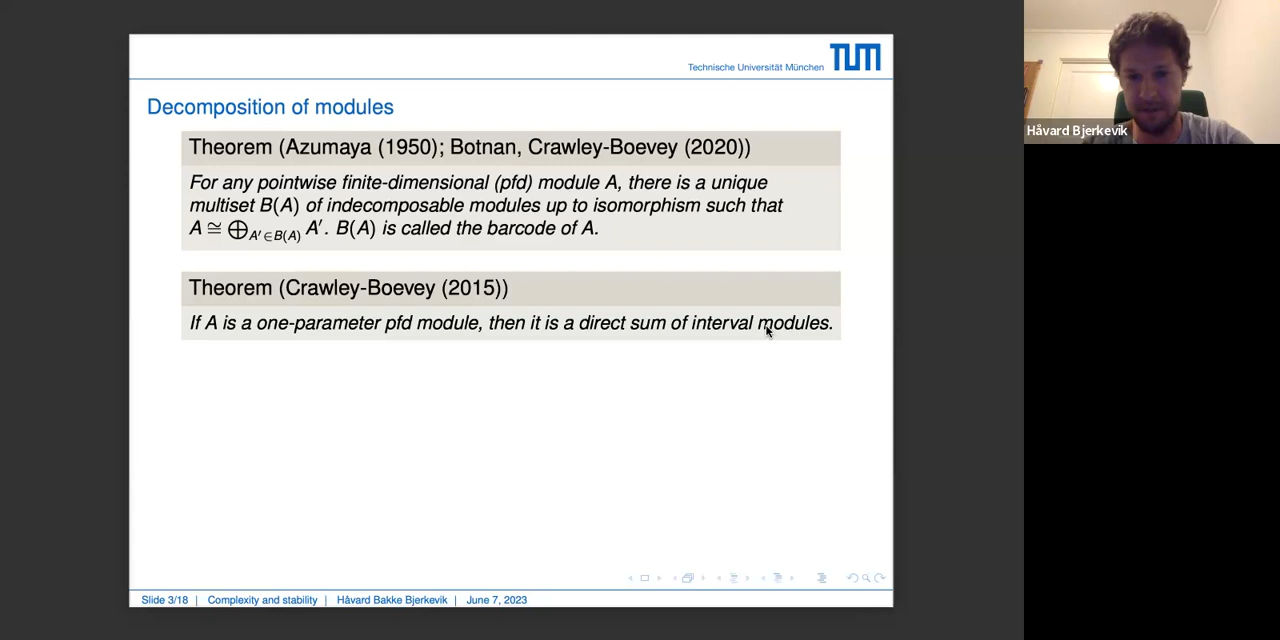 Technische Universität München
TUM
Decomposition of modules
Theorem (Azumaya (1950); Botnan, Crawley-Boevey (2020))
For any pointwise finite-dimensional (pfd) module A, there is a unique
multiset B(A) of indecomposable modules up to isomorphism such that
A ≅ ⨁_{A′∈B(A)} A′. B(A) is called the barcode of A.
Theorem (Crawley-Boevey (2015))
If A is a one-parameter pfd module, then it is a direct sum of interval modules.
Slide 3/18 | Complexity and stability | Håvard Bakke Bjerkevik | June 7, 2023
Håvard Bjerkevik